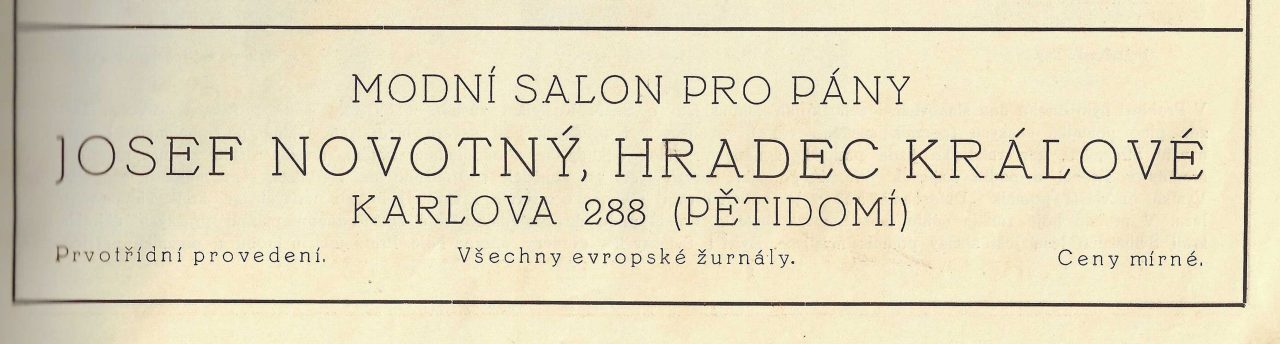 MODNÍ SALON PRO PÁNY
JOSEF NOVOTNÝ, HRADEC KRÁLOVÉ
KARLOVA 288 (PĚTIDOMÍ)
Prvotřídní provedení. Všechny evropské žurnály. Ceny mírné.